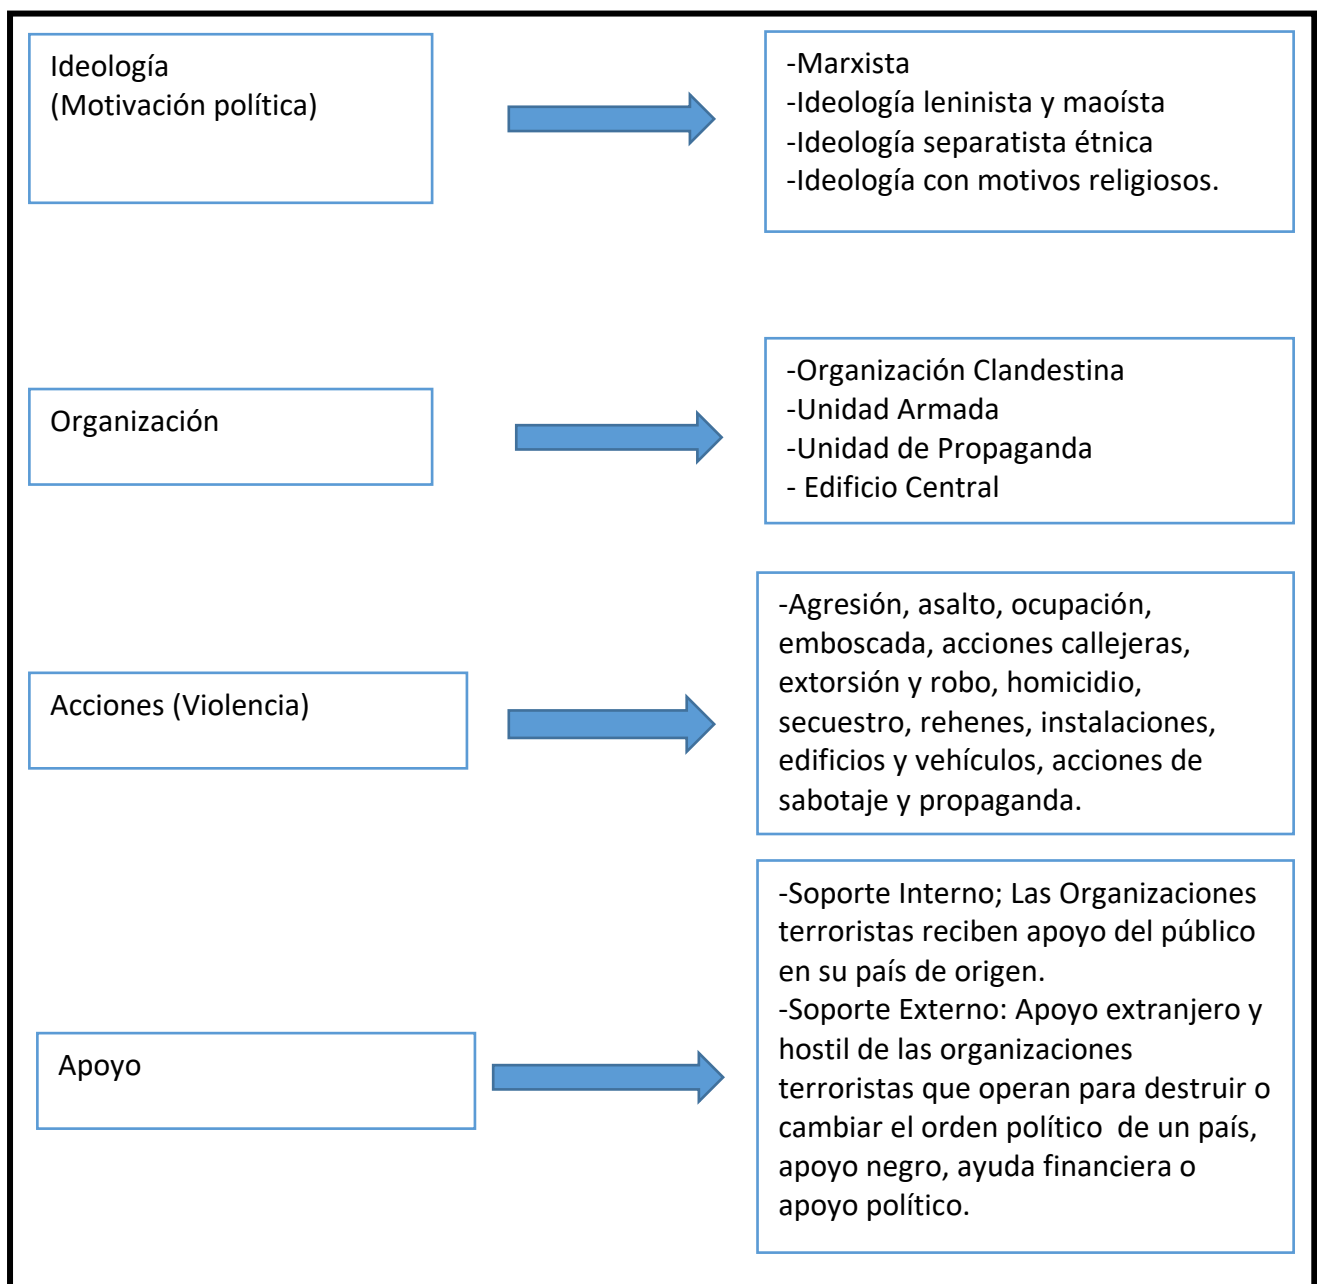 Ideología
(Motivación política)
-Marxista
-Ideología leninista y maoísta
-Ideología separatista étnica
-Ideología con motivos religiosos.
Organización
-Organización Clandestina
-Unidad Armada
-Unidad de Propaganda
- Edificio Central
Acciones (Violencia)
-Agresión, asalto, ocupación,
emboscada, acciones callejeras,
extorsión y robo, homicidio,
secuestro, rehenes, instalaciones,
edificios y vehículos, acciones de
sabotaje y propaganda.
Apoyo
-Soporte Interno; Las Organizaciones
terroristas reciben apoyo del público
en su país de origen.
-Soporte Externo: Apoyo extranjero y
hostil de las organizaciones
terroristas que operan para destruir o
cambiar el orden político  de un país,
apoyo negro, ayuda financiera o
apoyo político.